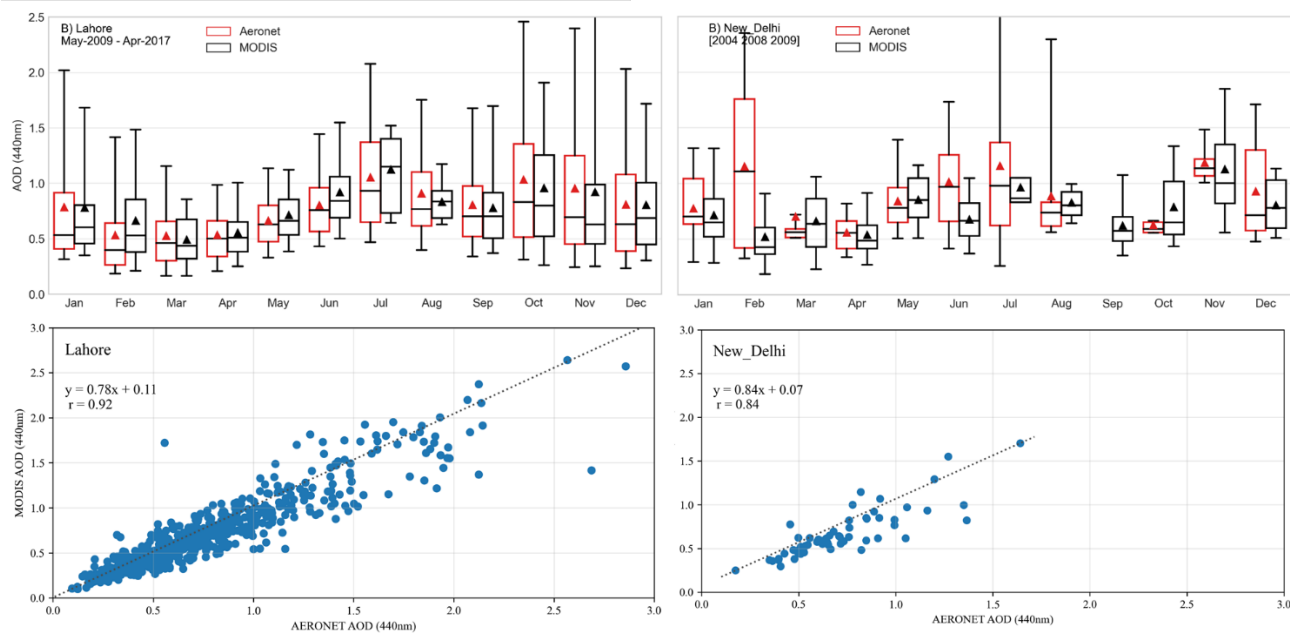 B) Lahore
May-2009 - Apr-2017
Aeronet
MODIS
AOD (440nm)
2.5
2.0
1.5
1.0
0.5
0.0
Jan Feb Mar Apr May Jun Jul Aug Sep Oct Nov Dec
B) New_Delhi
[2004 2008 2009]
Aeronet
MODIS
Jan Feb Mar Apr May Jun Jul Aug Sep Oct Nov Dec
Lahore
y = 0.78x + 0.11
r = 0.92
MODIS AOD (440nm)
3.0
2.5
2.0
1.5
1.0
0.5
0.0
0.0 0.5 1.0 1.5 2.0 2.5 3.0
AERONET AOD (440nm)
New_Delhi
y = 0.84x + 0.07
r = 0.84
3.0
2.5
2.0
1.5
1.0
0.5
0.0
0.0 0.5 1.0 1.5 2.0 2.5 3.0
AERONET AOD (440nm)